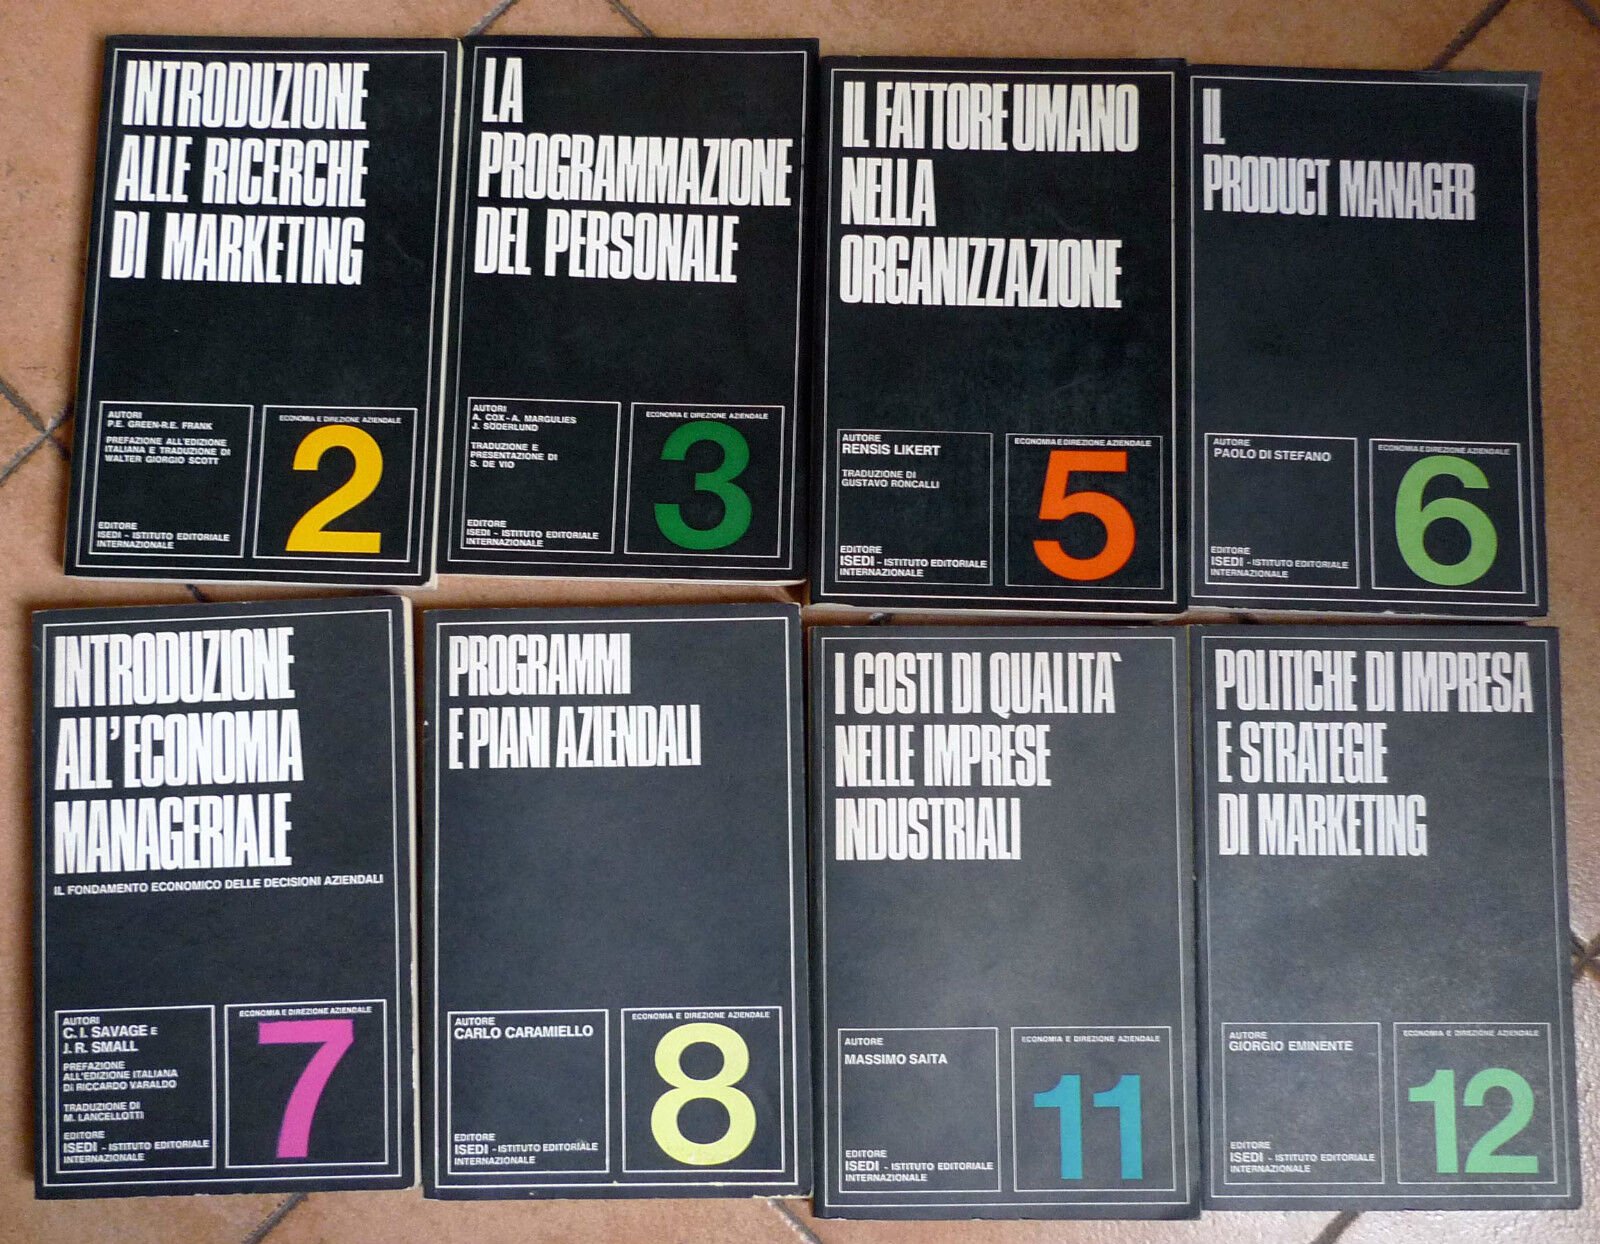 INTRODUZIONE
ALLE RICERCHE
DI MARKETING
AUTORI
P.E. GREEN-R.E. FRANK
PREFAZIONE ALL'EDIZIONE
ITALIANA E TRADUZIONE DI
WALTER GIORGIO SCOTT
EDITORE
ISEDI - ISTITUTO EDITORIALE
INTERNAZIONALE
ECONOMIA E DIREZIONE AZIENDALE
2
LA
PROGRAMMAZIONE
DEL PERSONALE
AUTORI
A. COX - A. MARGULIES
J. SÖDERLUND
TRADUZIONE E
PRESENTAZIONE DI
S. DE VIO
EDITORE
ISEDI - ISTITUTO EDITORIALE
INTERNAZIONALE
ECONOMIA E DIREZIONE AZIENDALE
3
IL FATTORE UMANO
NELLA
ORGANIZZAZIONE
AUTORE
RENSIS LIKERT
TRADUZIONE DI
GUSTAVO RONCALLI
EDITORE
ISEDI - ISTITUTO EDITORIALE
INTERNAZIONALE
ECONOMIA E DIREZIONE AZIENDALE
5
IL
PRODUCT MANAGER
AUTORE
PAOLO DI STEFANO
EDITORE
ISEDI - ISTITUTO EDITORIALE
INTERNAZIONALE
ECONOMIA E DIREZIONE AZIENDALE
6
INTRODUZIONE
ALL'ECONOMIA
MANAGERIALE
IL FONDAMENTO ECONOMICO DELLE DECISIONI AZIENDALI
AUTORI
C. I. SAVAGE E
J. R. SMALL
PREFAZIONE
ALL'EDIZIONE ITALIANA
DI RICCARDO VARALDO
TRADUZIONE DI
M. LANCELLOTTI
EDITORE
ISEDI - ISTITUTO EDITORIALE
INTERNAZIONALE
ECONOMIA E DIREZIONE AZIENDALE
7
PROGRAMMI
E PIANI AZIENDALI
AUTORE
CARLO CARAMIELLO
EDITORE
ISEDI - ISTITUTO EDITORIALE
INTERNAZIONALE
ECONOMIA E DIREZIONE AZIENDALE
8
I COSTI DI QUALITA`
NELLE IMPRESE
INDUSTRIALI
AUTORE
MASSIMO SAITA
EDITORE
ISEDI - ISTITUTO EDITORIALE
INTERNAZIONALE
ECONOMIA E DIREZIONE AZIENDALE
11
POLITICHE DI IMPRESA
E STRATEGIE
DI MARKETING
AUTORE
GIORGIO EMINENTE
EDITORE
ISEDI - ISTITUTO EDITORIALE
INTERNAZIONALE
ECONOMIA E DIREZIONE AZIENDALE
12